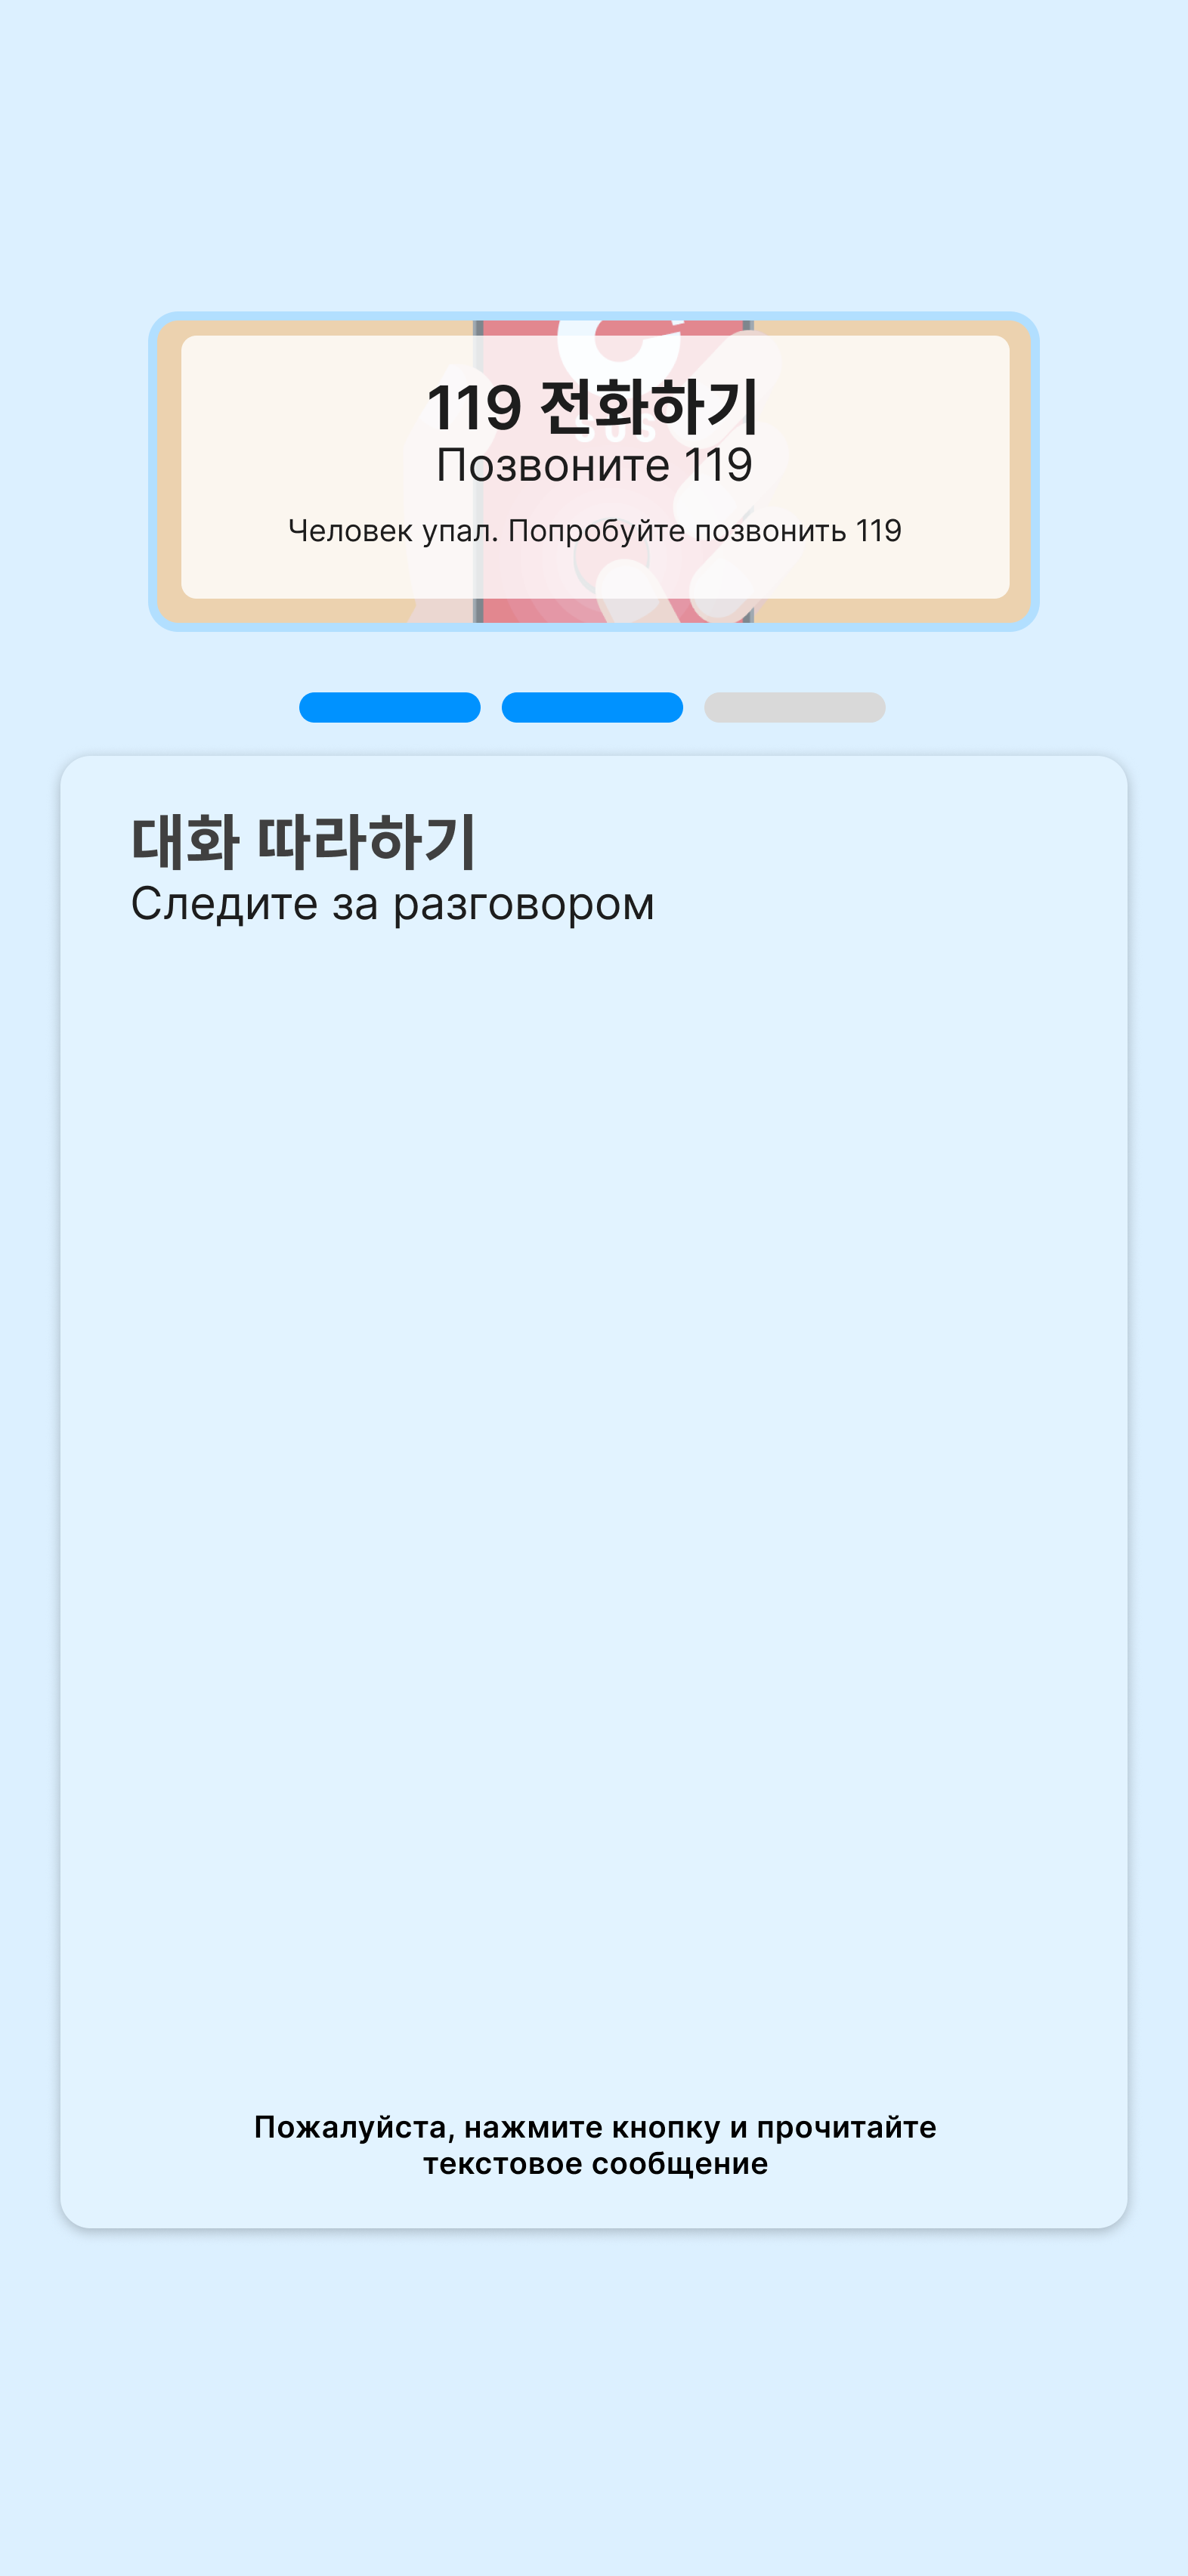 119 전화하기
SOS
Позвоните 119
Человек упал. Попробуйте позвонить 119
대화 따라하기
Следите за разговором
Пожалуйста, нажмите кнопку и прочитайте
текстовое сообщение